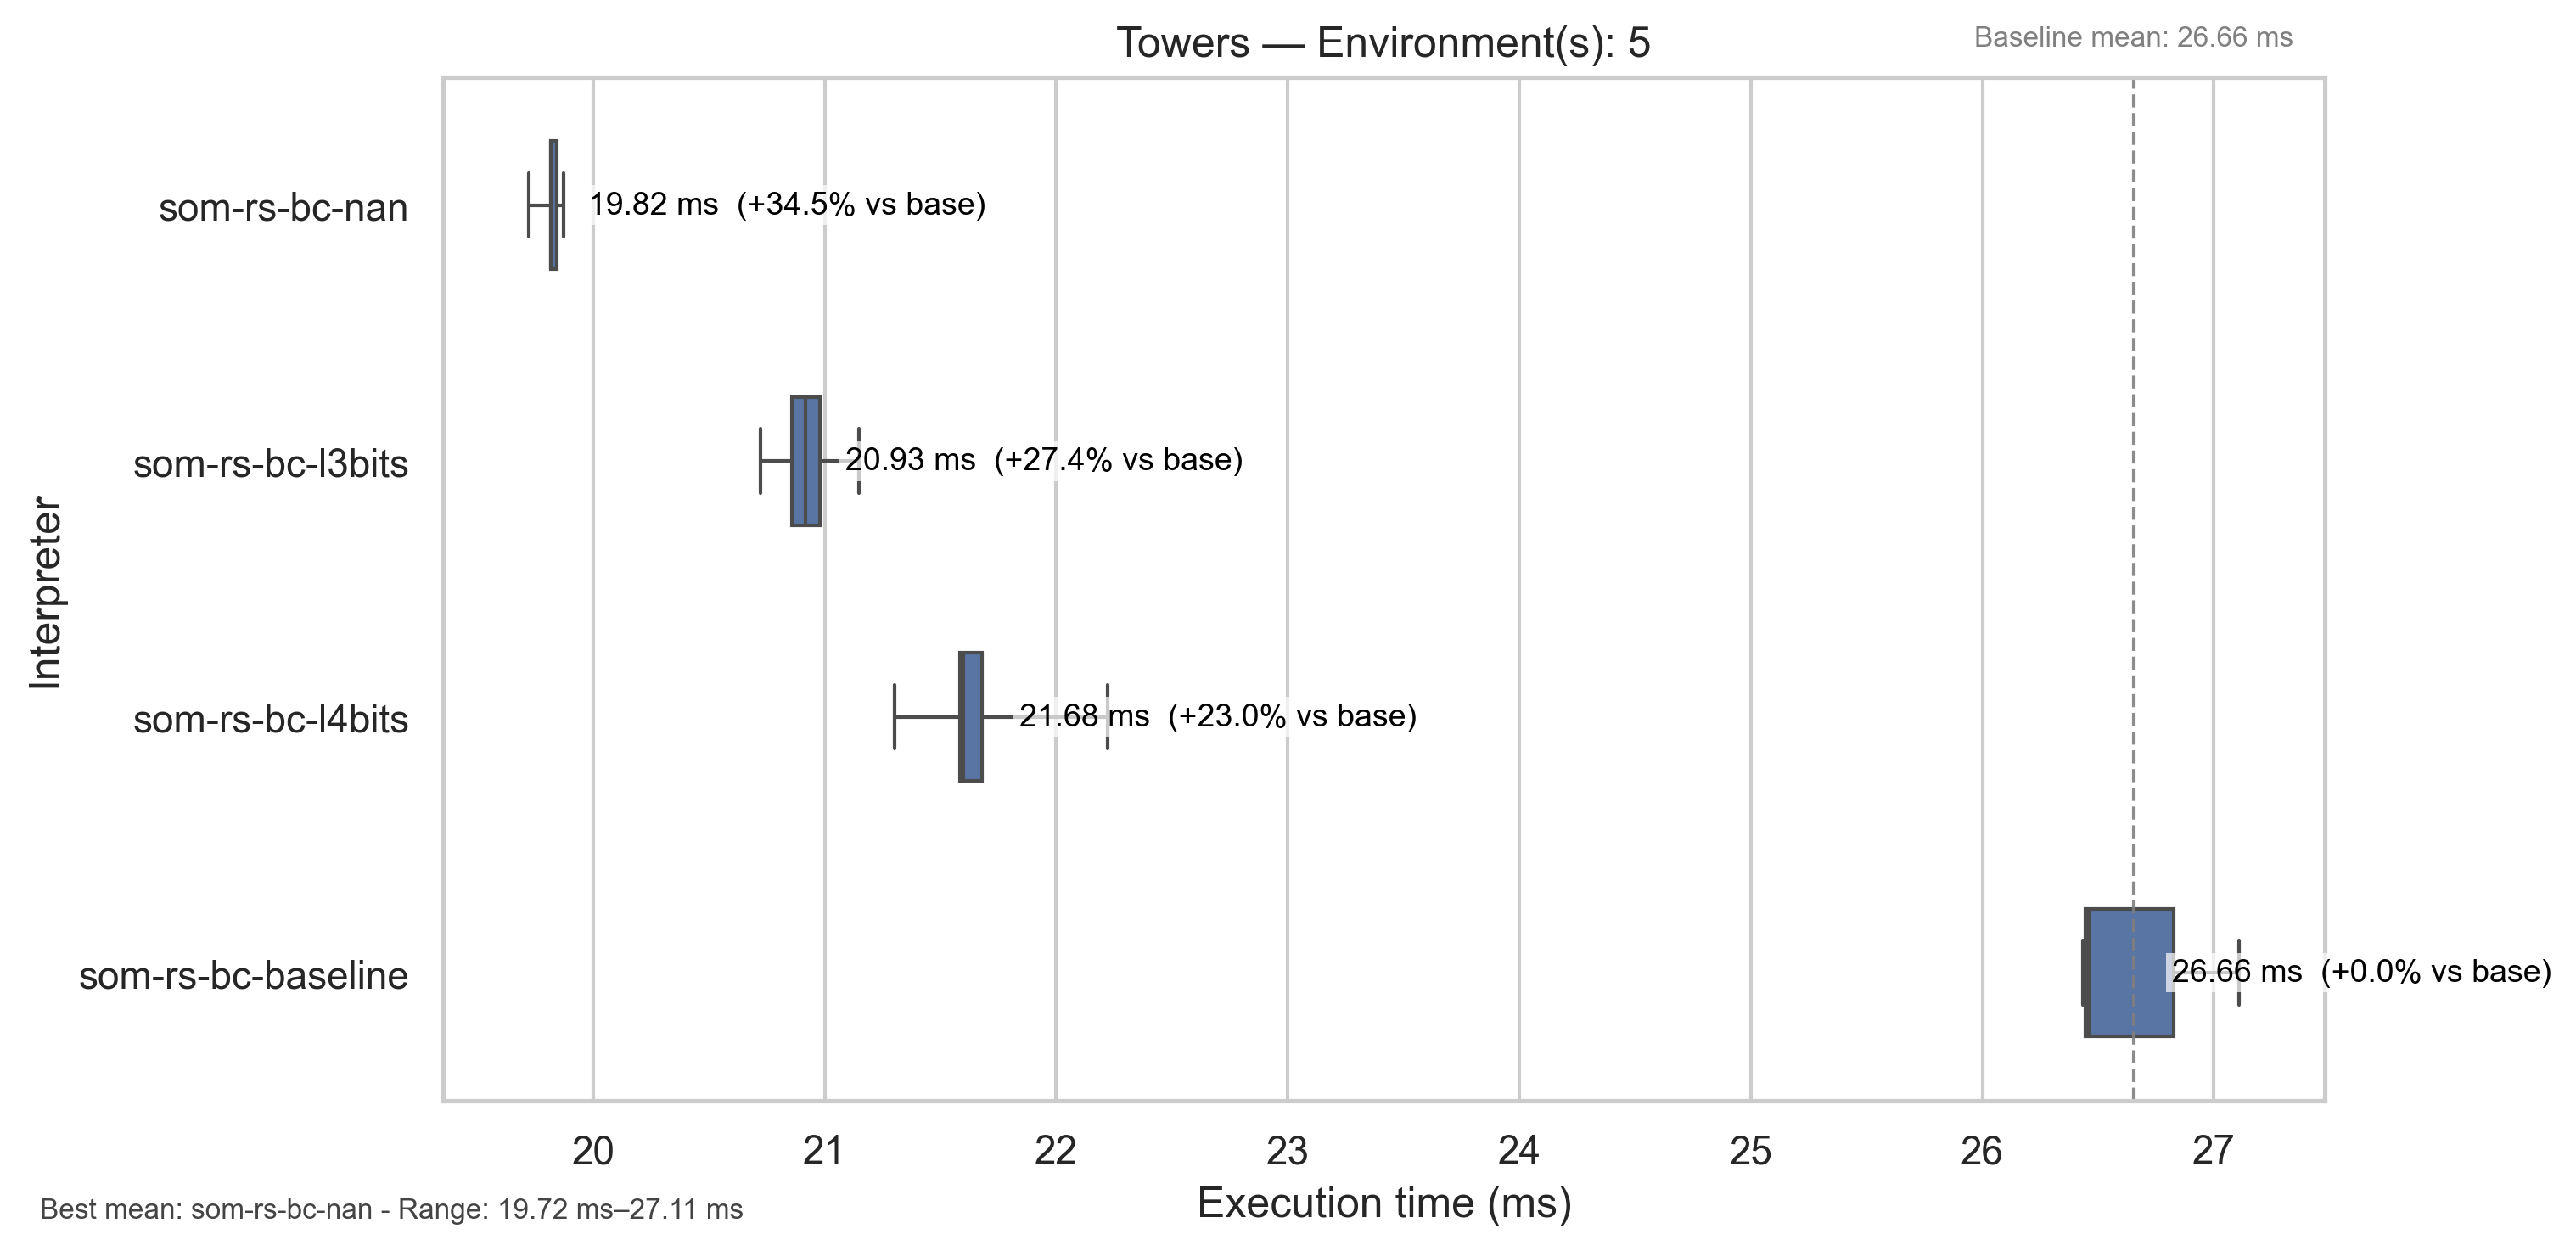 Towers — Environment(s): 5
Baseline mean: 26.66 ms
Interpreter
som-rs-bc-nan
19.82 ms (+34.5% vs base)
som-rs-bc-l3bits
20.93 ms (+27.4% vs base)
som-rs-bc-l4bits
21.68 ms (+23.0% vs base)
som-rs-bc-baseline
26.66 ms (+0.0% vs base)
20 21 22 23 24 25 26 27
Execution time (ms)
Best mean: som-rs-bc-nan - Range: 19.72 ms–27.11 ms